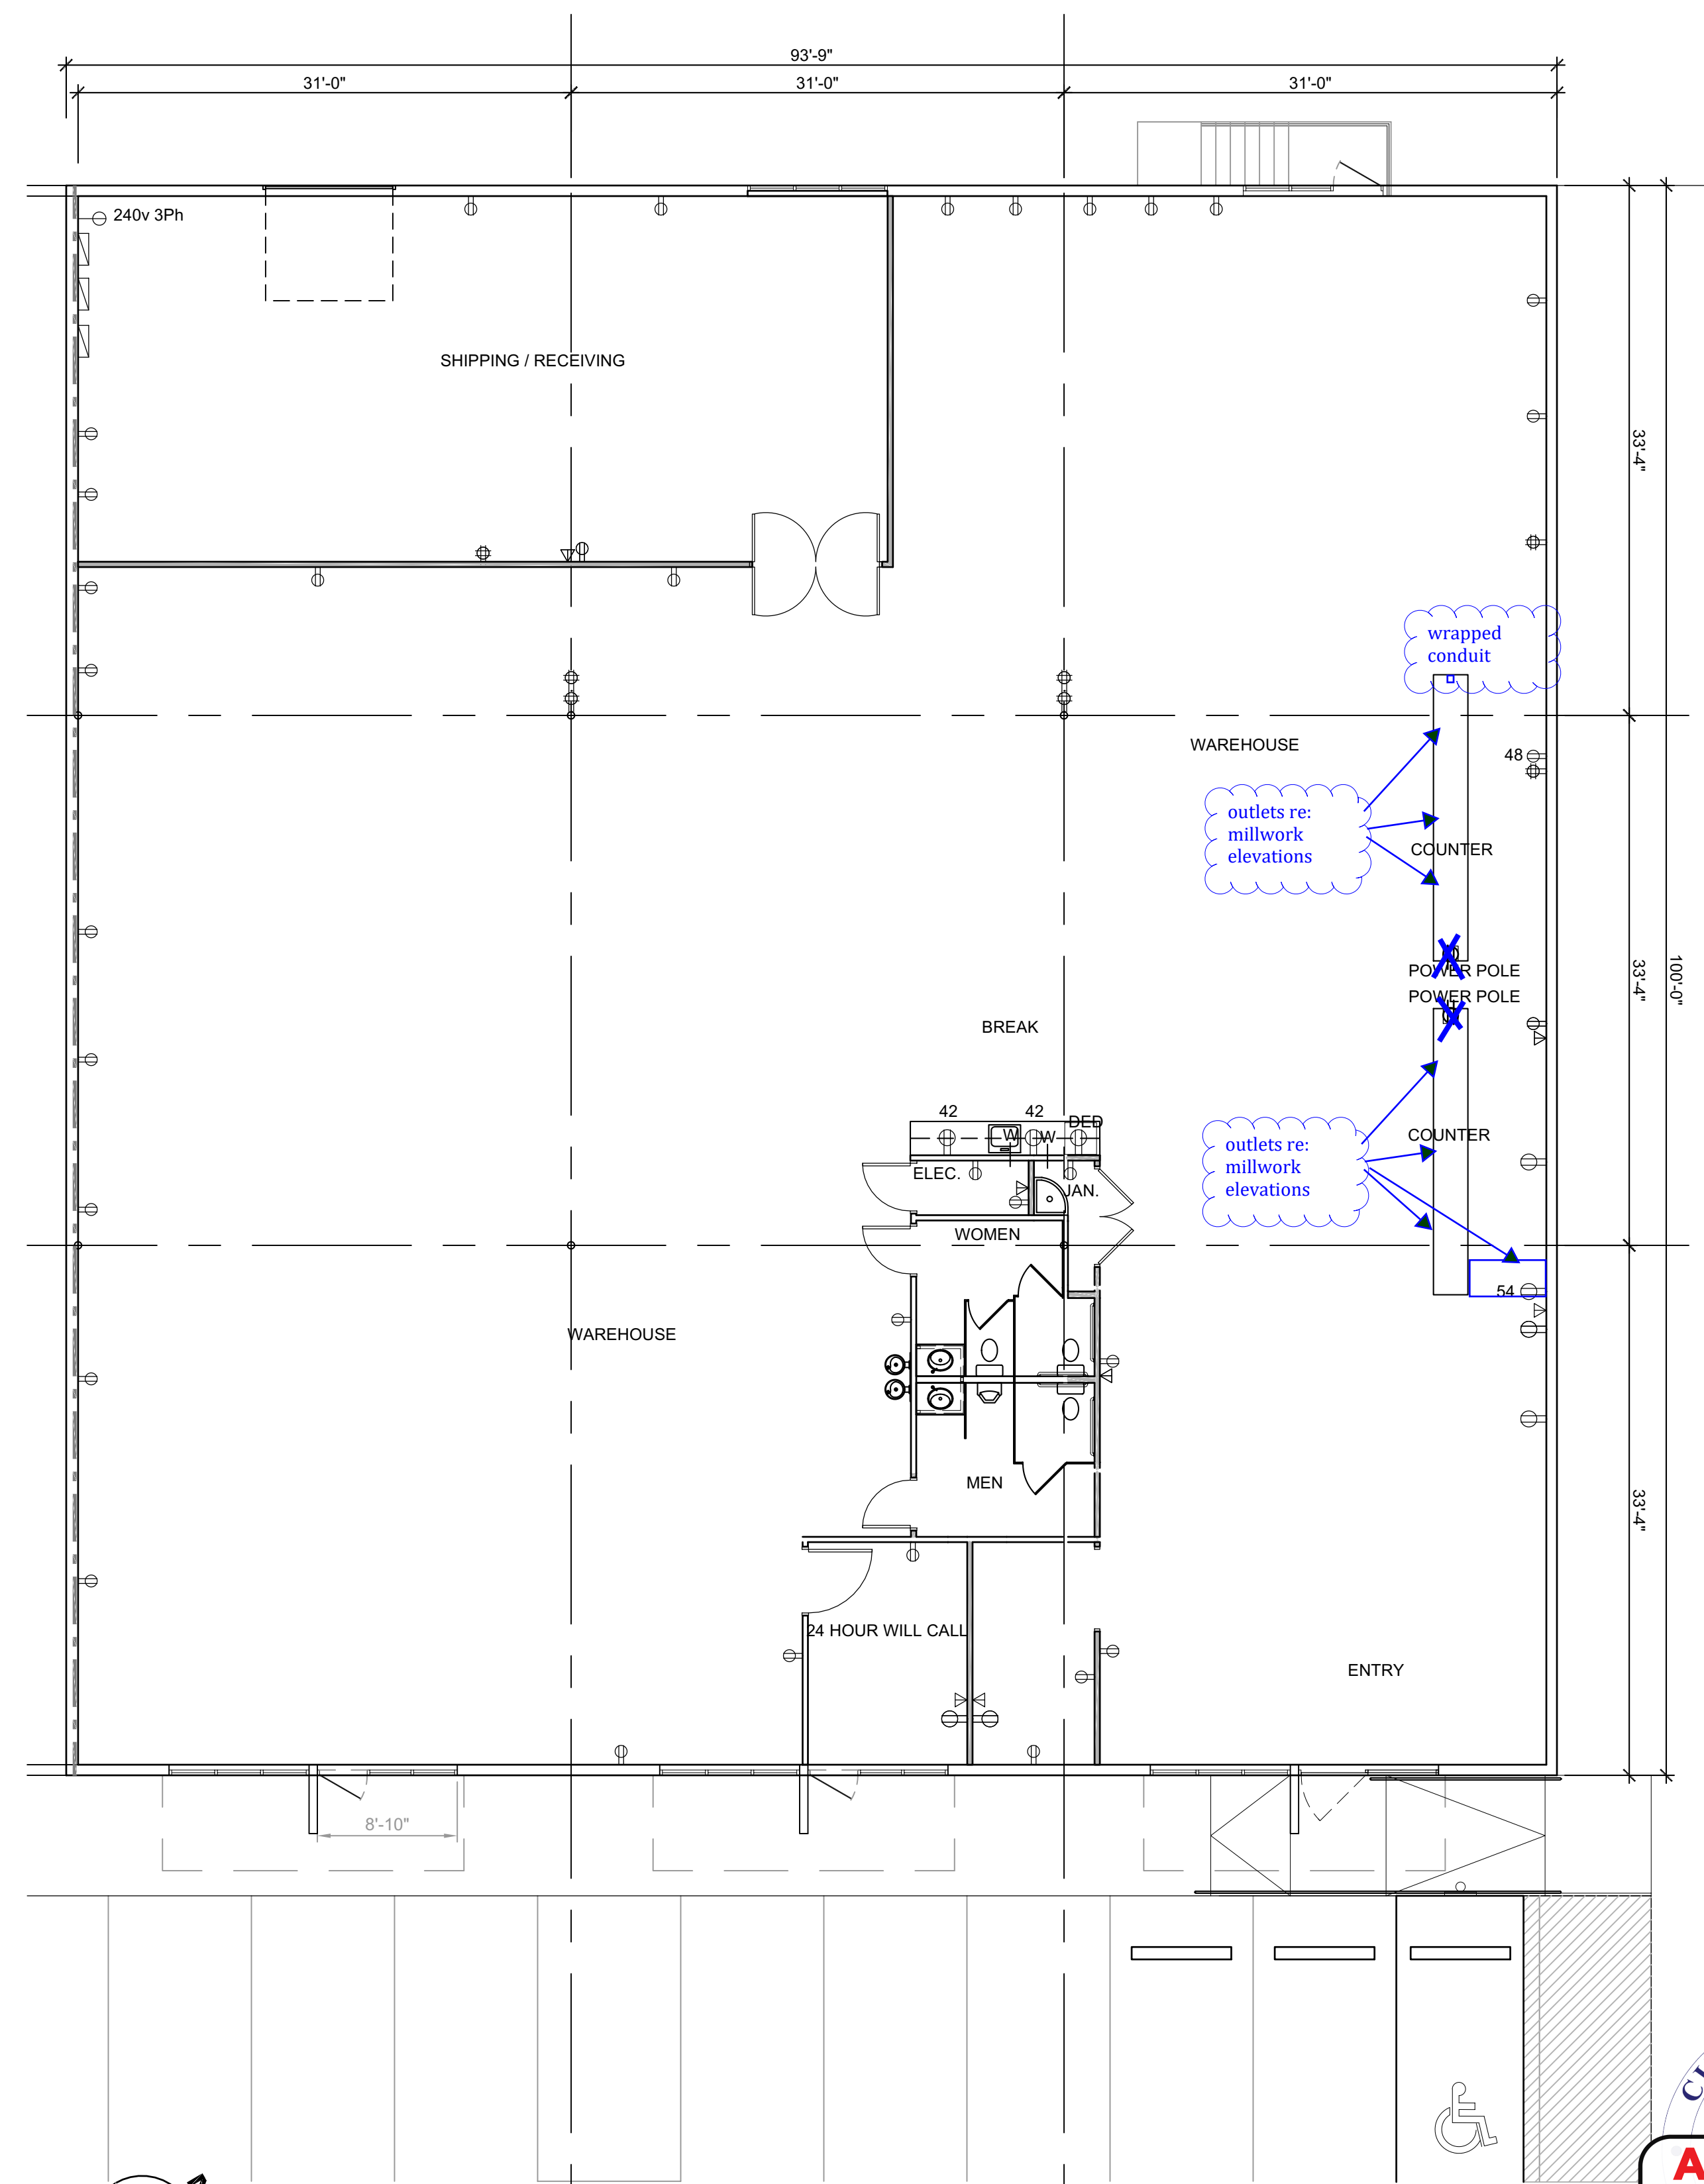 93'-9"
31'-0"
31'-0"
31'-0"
240v 3Ph
SHIPPING / RECEIVING
33'-4"
wrapped
conduit
WAREHOUSE
48
outlets re:
millwork
elevations
COUNTER
POWER POLE
POWER POLE
33'-4"
100'-0"
BREAK
42
42
DED
W
W
COUNTER
outlets re:
millwork
elevations
ELEC.
JAN.
WOMEN
54
WAREHOUSE
MEN
33'-4"
24 HOUR WILL CALL
ENTRY
8'-10"
A